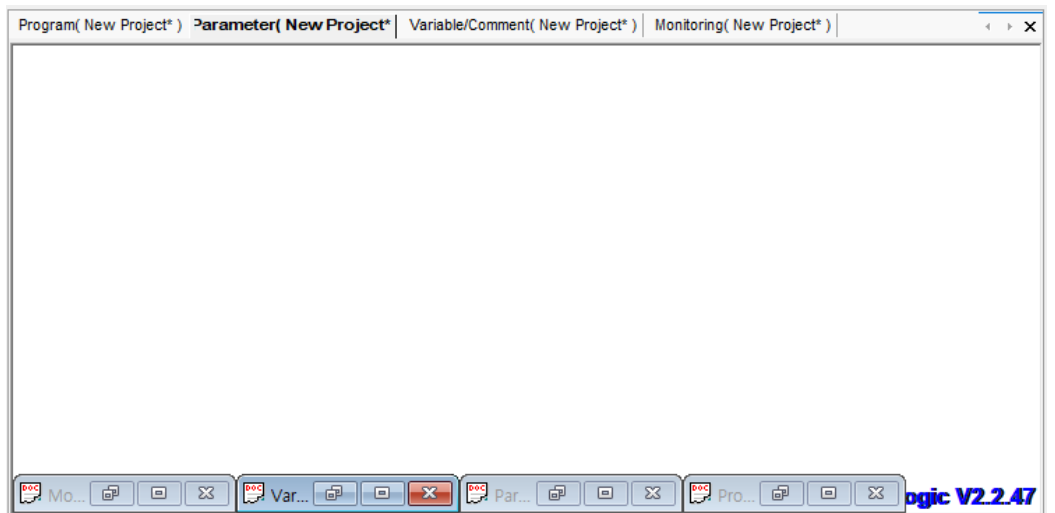 Program( New Project* ) Parameter( New Project* Variable/Comment( New Project* ) Monitoring( New Project* )
Mo... Var... Par... Pro... ogic V2.2.47